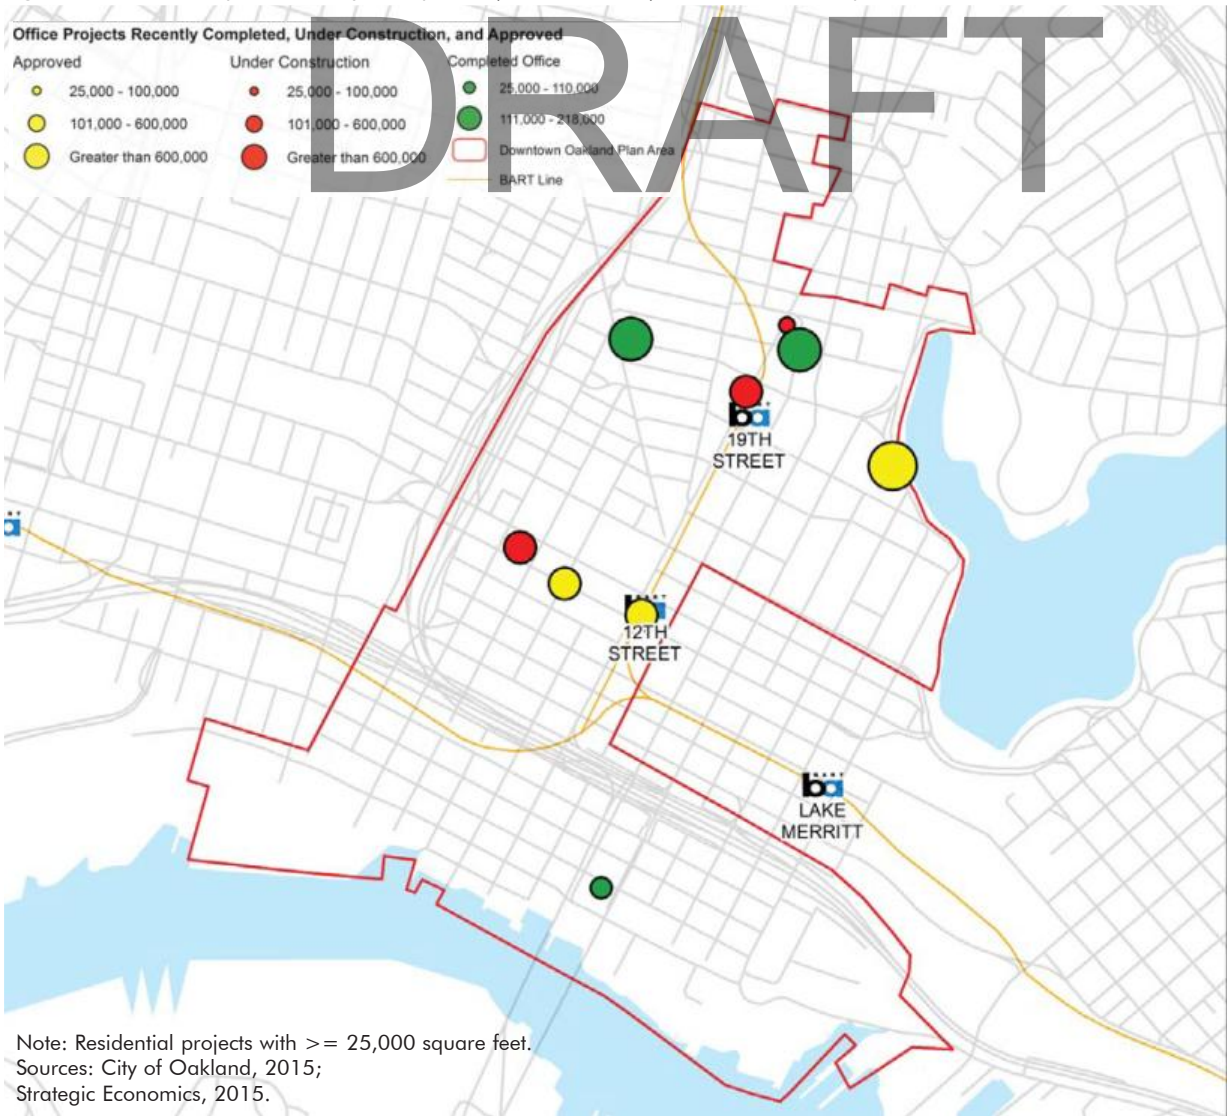 DRAFT
Office Projects Recently Completed, Under Construction, and Approved
Approved
25,000 - 100,000
101,000 - 600,000
Greater than 600,000
Under Construction
25,000 - 100,000
101,000 - 600,000
Greater than 600,000
Completed Office
25,000 - 110,000
111,000 - 218,000
Downtown Oakland Plan Area
BART Line
19TH
STREET
12TH
STREET
BART
ba
LAKE
MERRITT
Note: Residential projects with >= 25,000 square feet.
Sources: City of Oakland, 2015;
Strategic Economics, 2015.